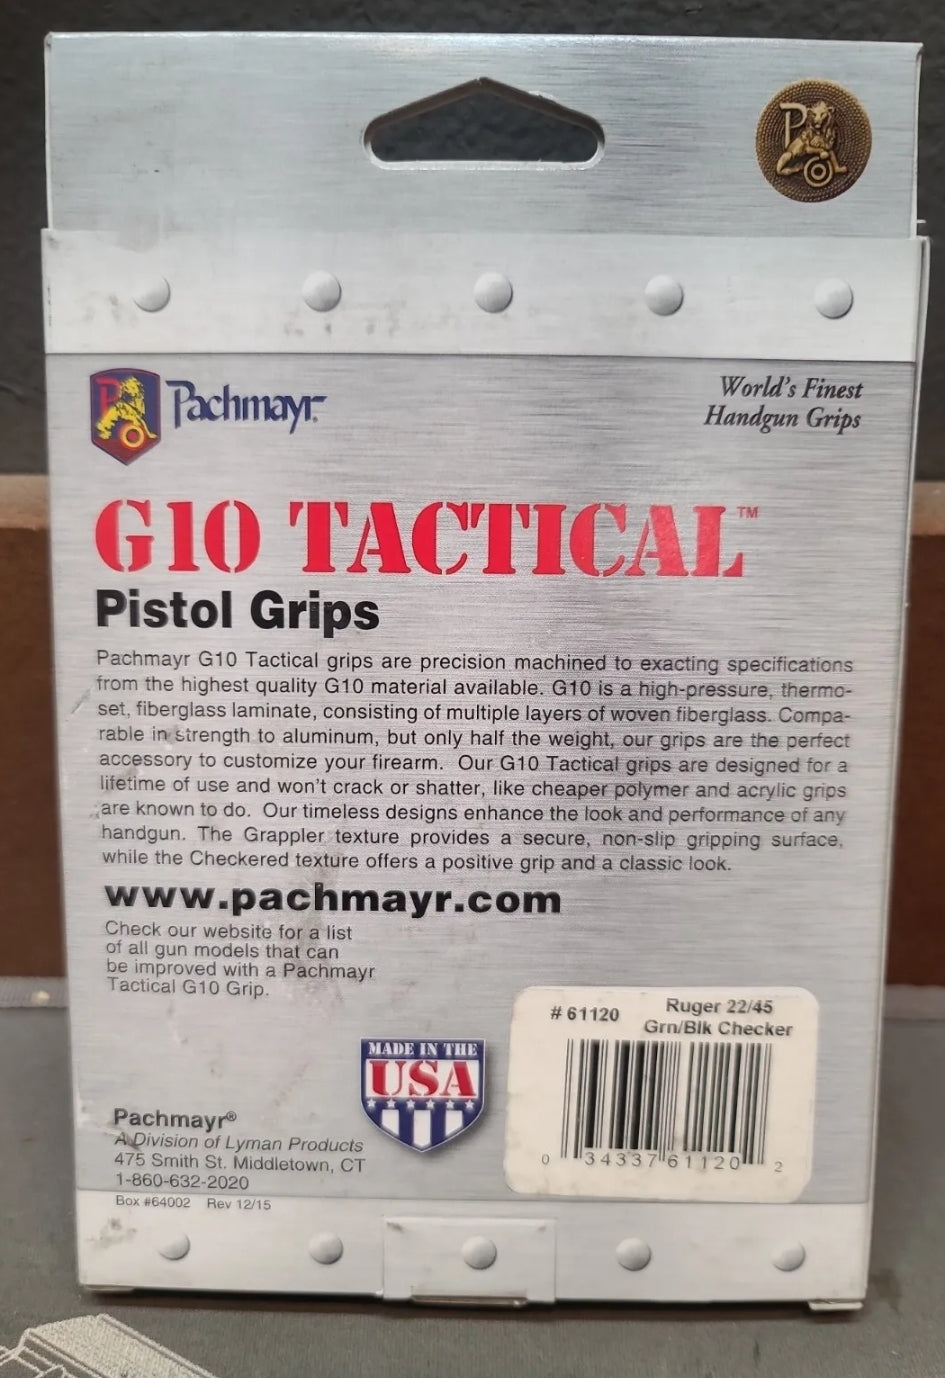 P
Pachmayr®
World's Finest
Handgun Grips
G10 TACTICAL™
Pistol Grips
Pachmayr G10 Tactical grips are precision machined to exacting specifications
from the highest quality G10 material available. G10 is a high-pressure, thermo-
set, fiberglass laminate, consisting of multiple layers of woven fiberglass. Compa-
rable in strength to aluminum, but only half the weight, our grips are the perfect
accessory to customize your firearm. Our G10 Tactical grips are designed for a
lifetime of use and won't crack or shatter, like cheaper polymer and acrylic grips
are known to do. Our timeless designs enhance the look and performance of any
handgun. The Grappler texture provides a secure, non-slip gripping surface,
while the Checkered texture offers a positive grip and a classic look.
www.pachmayr.com
Check our website for a list
of all gun models that can
be improved with a Pachmayr
Tactical G10 Grip.
# 61120 Ruger 22/45
Grn/Blk Checker
0 34337 61120 2
MADE IN THE
USA
Pachmayr®
A Division of Lyman Products
475 Smith St. Middletown, CT
1-860-632-2020
Box #64002 Rev 12/15